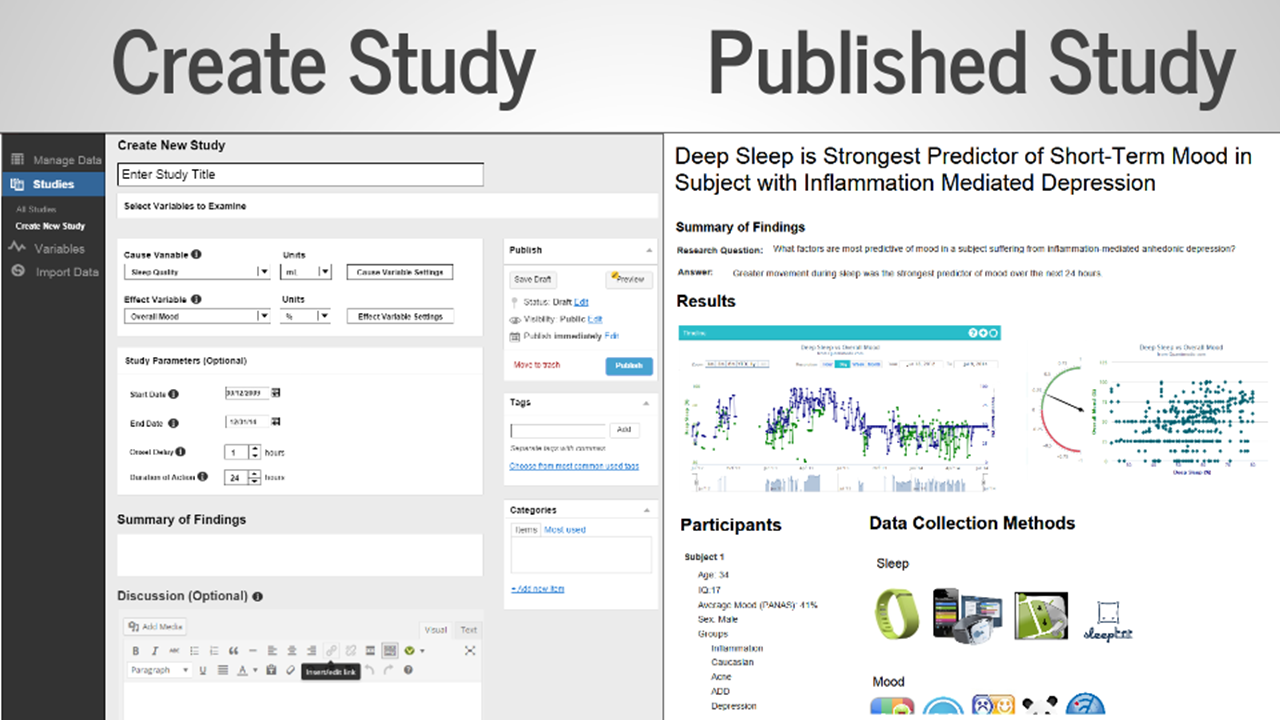 Create Study
Published Study
Manage Data
Studies
All Studies
Create New Study
Variables
Import Data
Create New Study
Enter Study Title
Select Variables to Examine
Cause Variable
Units
Sleep Quality
mL
Cause Variable Settings
Effect Variable
Units
Overall Mood
%
Effect Variable Settings
Study Parameters (Optional)
Start Date
End Date
12/31/14
Onset Delay
1
hours
Duration of Action
24
hours
Summary of Findings
Discussion (Optional)
Add Media
Visual
Text
B I ABC
Paragraph
U
A
Insert/edit link
Publish
Save Draft
Preview
Status: Draft Edit
Visibility: Public Edit
Publish immediately Edit
Move to trash
Publish
Tags
Add
Separate tags with commas
Choose from most common used tags
Categories
Items
Most used
+ Add new item
Deep Sleep is Strongest Predictor of Short-Term Mood in
Subject with Inflammation Mediated Depression
Summary of Findings
Research Question: What factors are most predictive of mood in a subject suffering from inflammation-mediated anhedonic depression?
Answer: Greater movement during sleep was the strongest predictor of mood over the next 24 hours.
Results
Timeline
Deep Sleep vs Overall Mood
Deep Sleep vs Overall Mood
Overall Mood (%)
Deep Sleep (%)
Participants
Subject 1
Age: 34
IQ:17
Average Mood (PANAS): 41%
Sex: Male
Groups
Inflammation
Caucasian
Acne
ADD
Depression
Data Collection Methods
Sleep
Mood